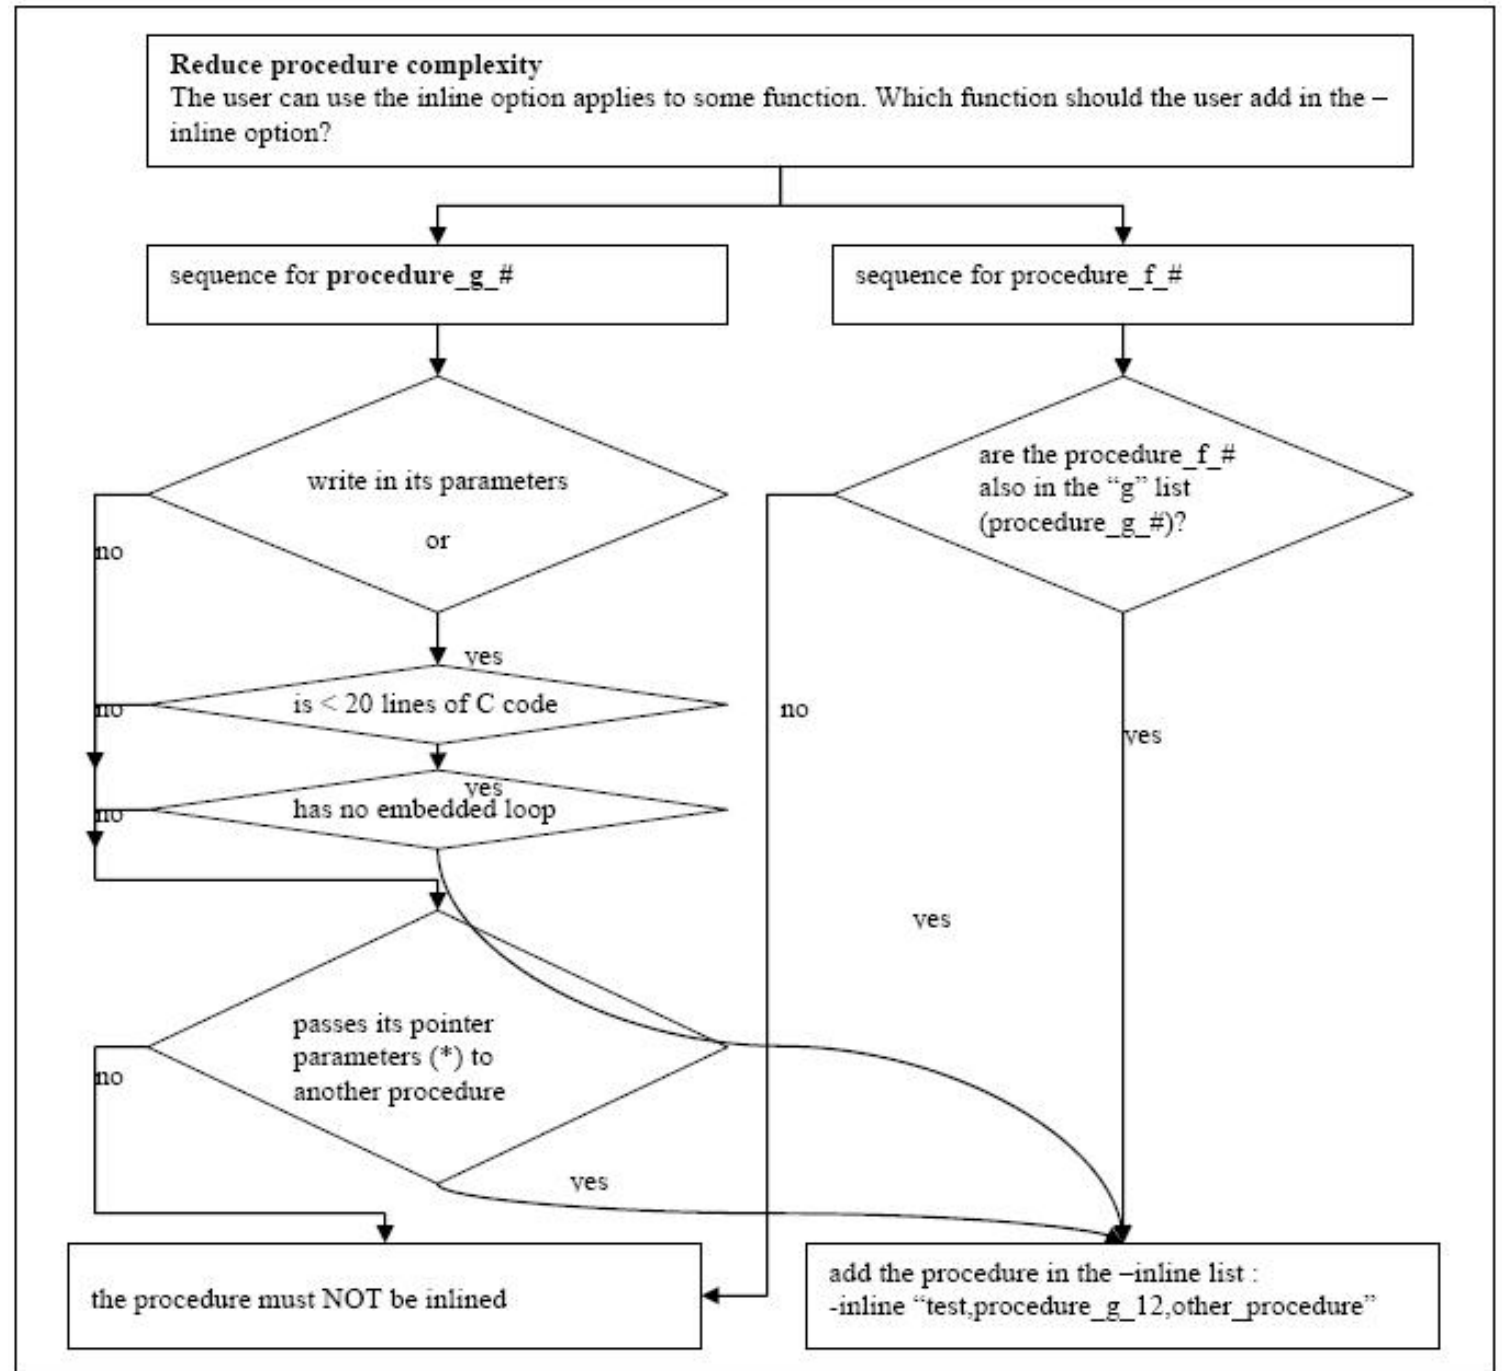 Reduce procedure complexity
The user can use the inline option applies to some function. Which function should the user add in the –
inline option?
sequence for procedure_g_#
sequence for procedure_f_#
write in its parameters
or
are the procedure_f_#
also in the “g” list
(procedure_g_#)?
no
yes
is < 20 lines of C code
no
no
yes
yes
has no embedded loop
no
yes
passes its pointer
parameters (*) to
another procedure
no
yes
the procedure must NOT be inlined
add the procedure in the –inline list :
-inline “test,procedure_g_12,other_procedure”